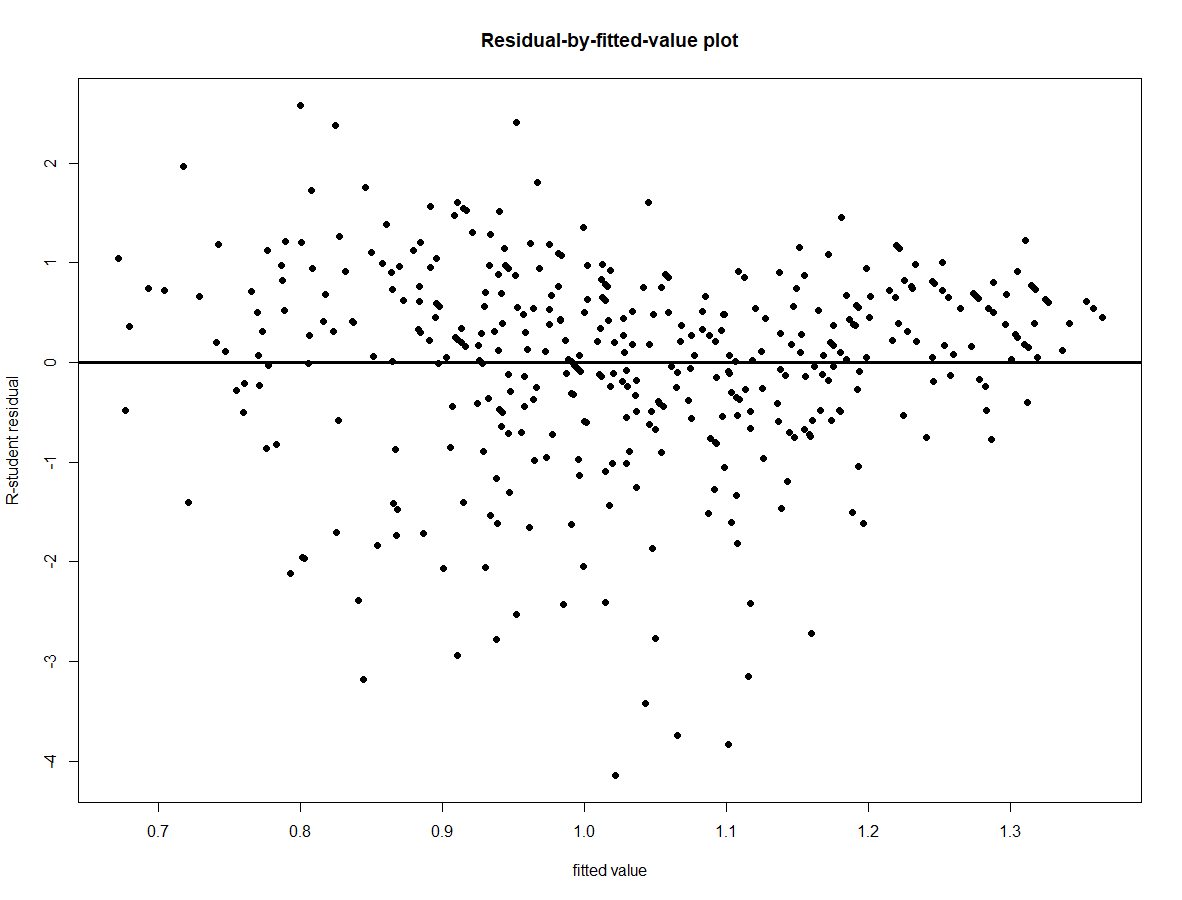 Residual-by-fitted-value plot
R-student residual
2
1
0
-1
-2
-3
-4
0.7 0.8 0.9 1.0 1.1 1.2 1.3
fitted value